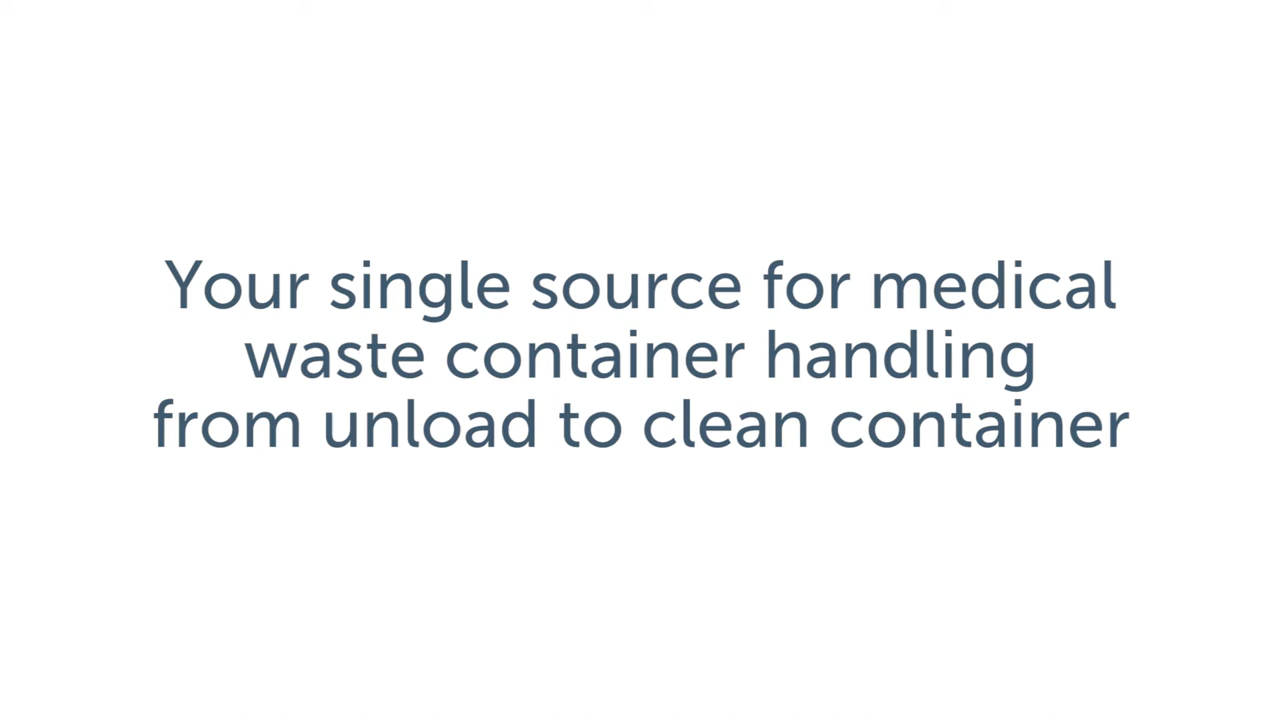 Your single source for medical
waste container handling
from unload to clean container